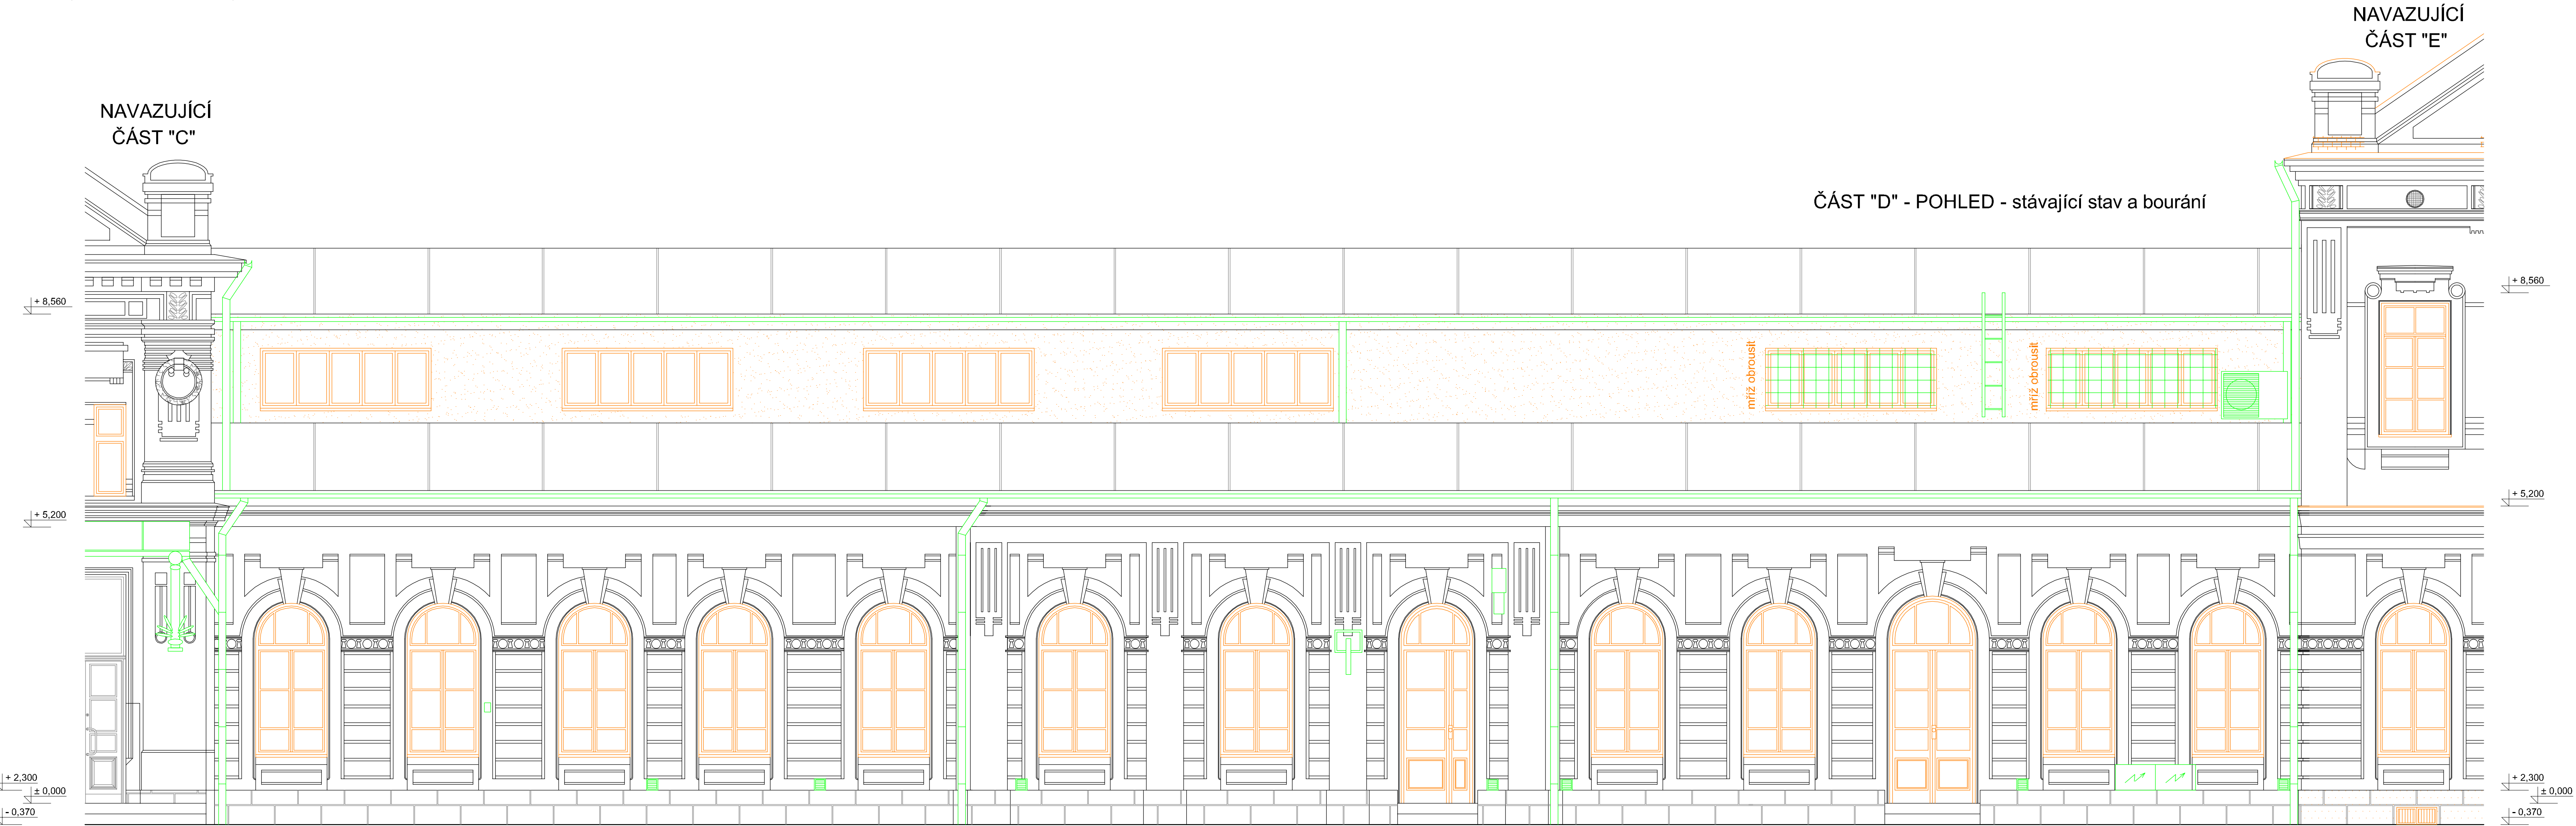 NAVAZUJÍCÍ
ČÁST "E"
NAVAZUJÍCÍ
ČÁST "C"
ČÁST "D" - POHLED - stávající stav a bourání
+ 8,560
+ 8,560
mříž obrousit
mříž obrousit
+ 5,200
+ 5,200
+ 2,300
± 0,000
- 0,370
+ 2,300
± 0,000
- 0,370